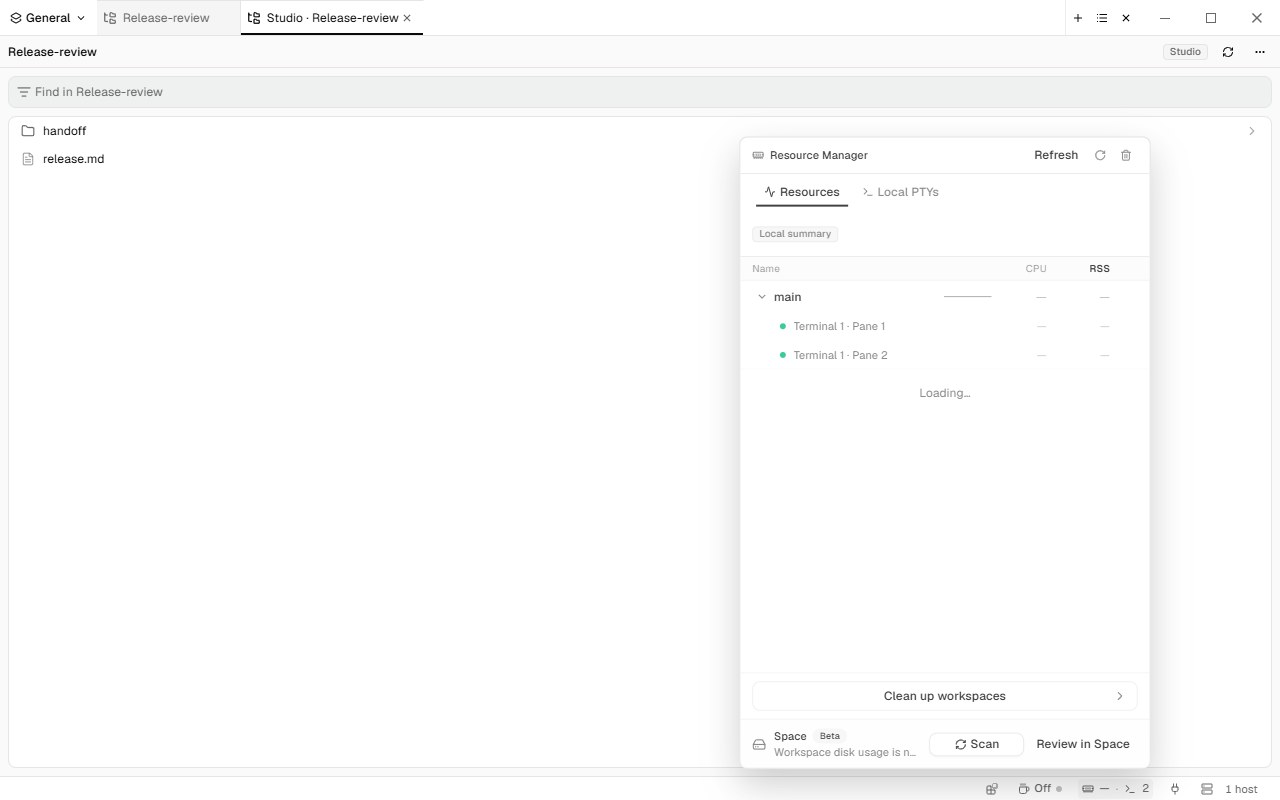 General
Release-review
Studio · Release-review
Release-review
Studio
Find in Release-review
handoff
release.md
Resource Manager
Refresh
Resources
Local PTYs
Local summary
Name CPU RSS
main — —
Terminal 1 · Pane 1 — —
Terminal 1 · Pane 2 — —
Loading…
Clean up workspaces
Space Beta
Workspace disk usage is n…
Scan
Review in Space
Off
— · 2
1 host